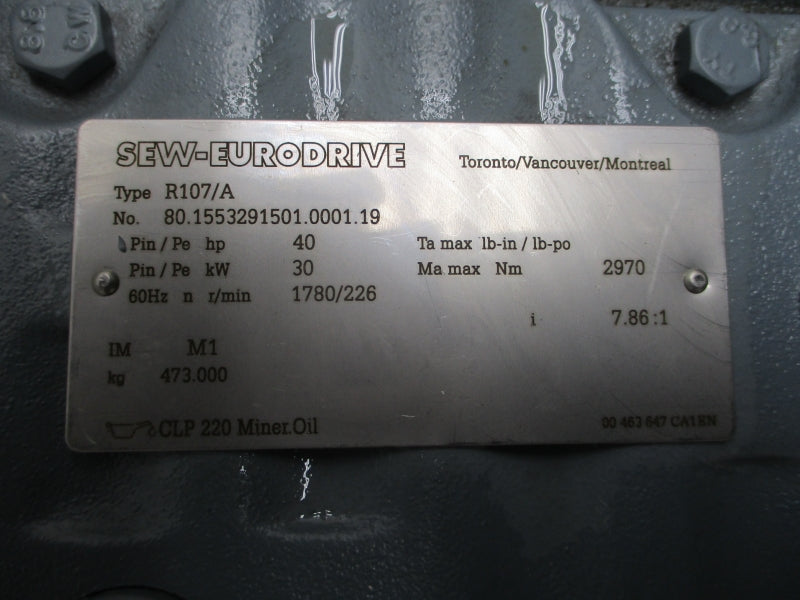 8.8
SEW-EURODRIVE Toronto/Vancouver/Montreal
Type R107/A
No. 80.1553291501.0001.19
Pin / Pe hp 40 Ta max lb-in / lb-po
Pin / Pe kW 30 Ma max Nm 2970
60Hz n r/min 1780/226
i 7.86:1
IM M1
kg 473.000
CLP 220 Miner.Oil 00 463 647 CA1EN